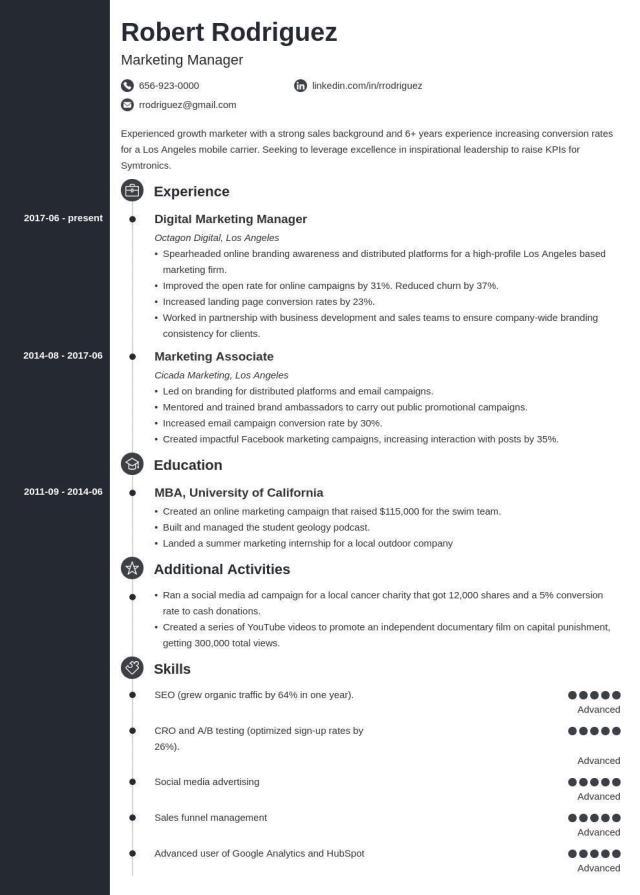 Robert Rodriguez
Marketing Manager
656-923-0000 linkedin.com/in/rrodriguez
rrodriguez@gmail.com
Experienced growth marketer with a strong sales background and 6+ years experience increasing conversion rates
for a Los Angeles mobile carrier. Seeking to leverage excellence in inspirational leadership to raise KPIs for
Symtronics.
Experience
2017-06 - present Digital Marketing Manager
Octagon Digital, Los Angeles
• Spearheaded online branding awareness and distributed platforms for a high-profile Los Angeles based
marketing firm.
• Improved the open rate for online campaigns by 31%. Reduced churn by 37%.
• Increased landing page conversion rates by 23%.
• Worked in partnership with business development and sales teams to ensure company-wide branding
consistency for clients.
2014-08 - 2017-06 Marketing Associate
Cicada Marketing, Los Angeles
• Led on branding for distributed platforms and email campaigns.
• Mentored and trained brand ambassadors to carry out public promotional campaigns.
• Increased email campaign conversion rate by 30%.
• Created impactful Facebook marketing campaigns, increasing interaction with posts by 35%.
Education
2011-09 - 2014-06 MBA, University of California
• Created an online marketing campaign that raised $115,000 for the swim team.
• Built and managed the student geology podcast.
• Landed a summer marketing internship for a local outdoor company
Additional Activities
• Ran a social media ad campaign for a local cancer charity that got 12,000 shares and a 5% conversion
rate to cash donations.
• Created a series of YouTube videos to promote an independent documentary film on capital punishment,
getting 300,000 total views.
Skills
SEO (grew organic traffic by 64% in one year).
Advanced
CRO and A/B testing (optimized sign-up rates by
26%).
Advanced
Social media advertising
Advanced
Sales funnel management
Advanced
Advanced user of Google Analytics and HubSpot
Advanced